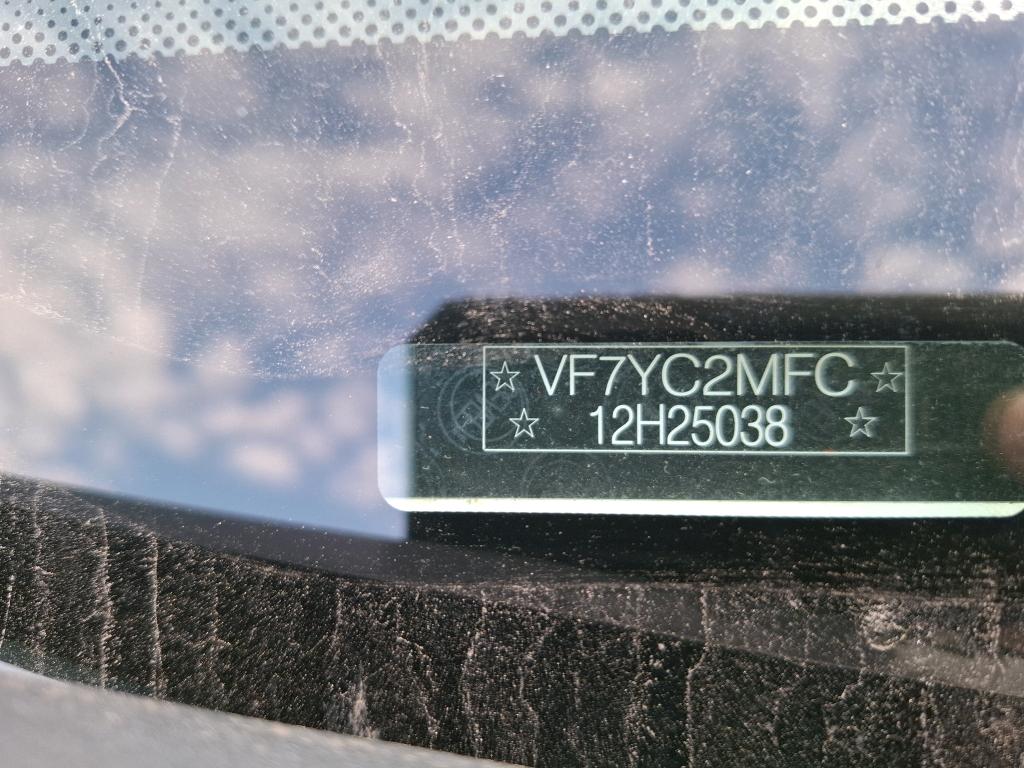 ☆ VF7YC2MFC ☆
☆ 12H25038 ☆